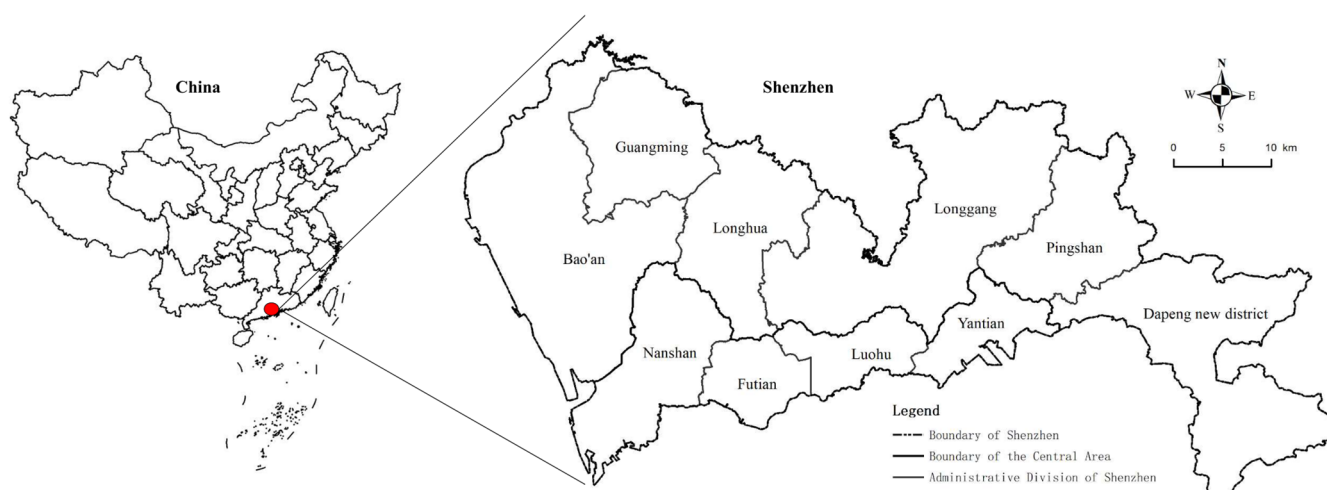 China
Shenzhen
N
W
E
S
0 5 10 km
Guangming
Longgang
Longhua
Pingshan
Bao'an
Dapeng new district
Yantian
Nanshan
Luohu
Futian
Legend
Boundary of Shenzhen
Boundary of the Central Area
Administrative Division of Shenzhen